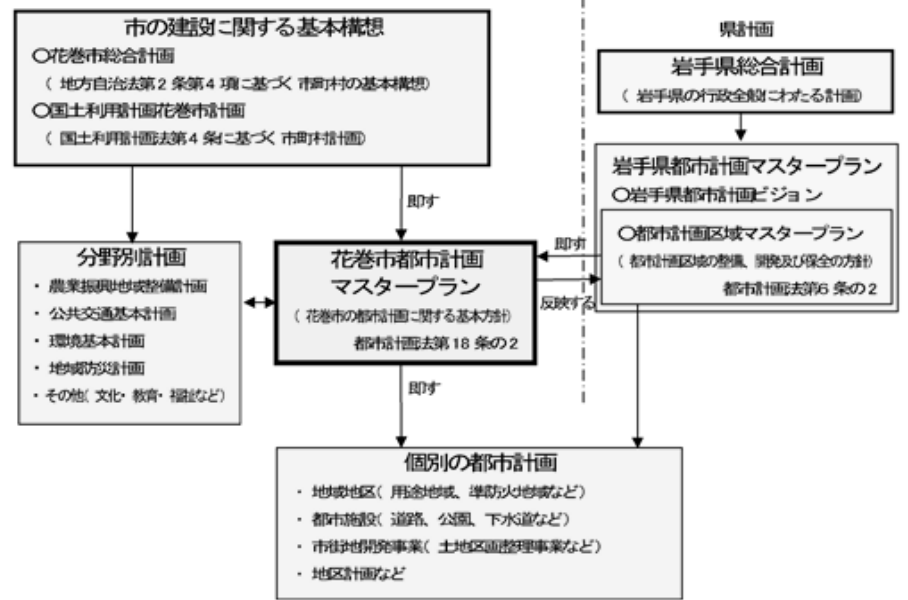 市の建設に関する基本構想
〇花巻市総合計画
( 地方自治法第2条第4項に基づく市町村の基本構想)
〇国土利用計画花巻市計画
( 国土利用計画法第4条に基づく市町村計画)
県計画
岩手県総合計画
( 岩手県の行政全般にわたる計画)
岩手県都市計画マスタープラン
〇岩手県都市計画ビジョン
〇都市計画区域マスタープラン
( 都市計画区域の整備、開発及び保全の方針)
都市計画法第6条の2
即す
即す
反映する
分野別計画
・ 農業振興地域整備計画
・ 公共交通基本計画
・ 環境基本計画
・ 地域防災計画
・ その他( 文化・教育・福祉など)
花巻市都市計画
マスタープラン
( 花巻市の都市計画に関する基本方針)
都市計画法第18条の2
即す
個別の都市計画
・ 地域地区( 用途地域、準防火地域など)
・ 都市施設( 道路、公園、下水道など)
・ 市街地開発事業( 土地区画整理事業など)
・ 地区計画など